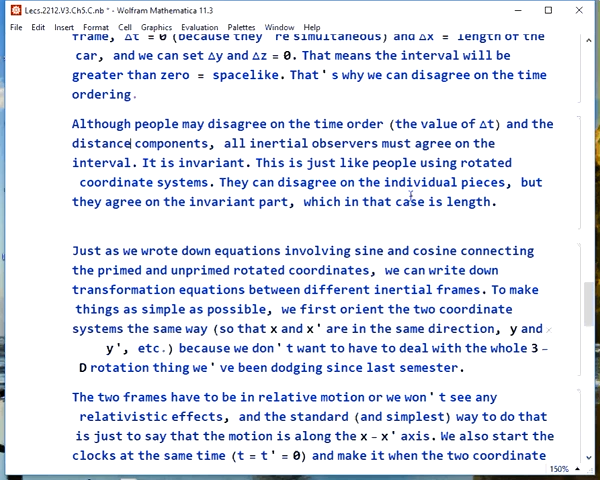 Lecs.2212.V3.Ch5.C.nb * - Wolfram Mathematica 11.3
File Edit Insert Format Cell Graphics Evaluation Palettes Window Help
frame, Δt = 0 (because they 're simultaneous) and Δx = length of the
car, and we can set Δy and Δz = 0. That means the interval will be
greater than zero = spacelike. That's why we can disagree on the time
ordering.
Although people may disagree on the time order (the value of Δt) and the
distance components, all inertial observers must agree on the
interval. It is invariant. This is just like people using rotated
coordinate systems. They can disagree on the individual pieces, but
they agree on the invariant part, which in that case is length.
Just as we wrote down equations involving sine and cosine connecting
the primed and unprimed rotated coordinates, we can write down
transformation equations between different inertial frames. To make
things as simple as possible, we first orient the two coordinate
systems the same way (so that x and x' are in the same direction, y and
y', etc.) because we don't want to have to deal with the whole 3 -
D rotation thing we've been dodging since last semester.
The two frames have to be in relative motion or we won't see any
relativistic effects, and the standard (and simplest) way to do that
is just to say that the motion is along the x - x' axis. We also start the
clocks at the same time (t = t' = 0) and make it when the two coordinate
150%